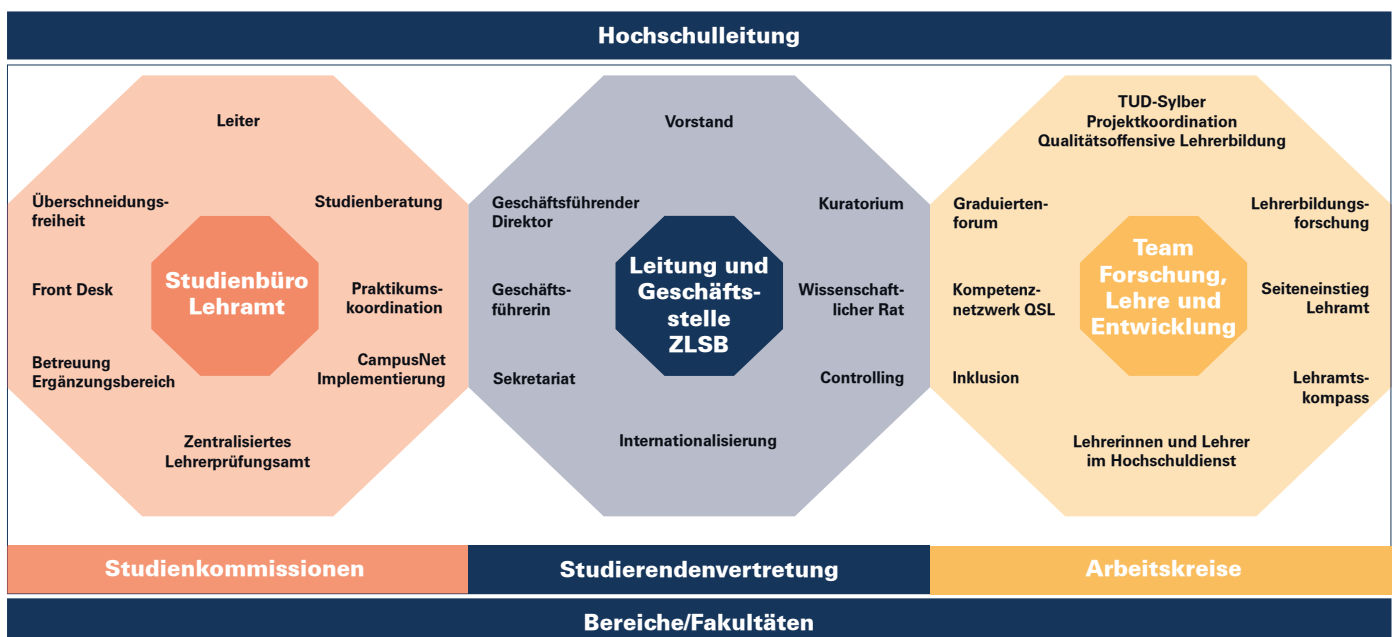 Hochschulleitung
Leiter
Überschneidungs-
freiheit
Studienberatung
Front Desk
Studienbüro
Lehramt
Praktikums-
koordination
Betreuung
Ergänzungsbereich
CampusNet
Implementierung
Zentralisiertes
Lehrerprüfungsamt
Vorstand
Geschäftsführender
Direktor
Kuratorium
Geschäfts-
führerin
Leitung und
Geschäfts-
stelle
ZLSB
Wissenschaft-
licher Rat
Sekretariat
Controlling
Internationalisierung
TUD-Sylber
Projektkoordination
Qualitätsoffensive Lehrerbildung
Graduierten-
forum
Lehrerbildungs-
forschung
Kompetenz-
netzwerk QSL
Team
Forschung,
Lehre und
Entwicklung
Seiteneinstieg
Lehramt
Inklusion
Lehramts-
kompass
Lehrerinnen und Lehrer
im Hochschuldienst
Studienkommissionen
Studierendenvertretung
Arbeitskreise
Bereiche/Fakultäten